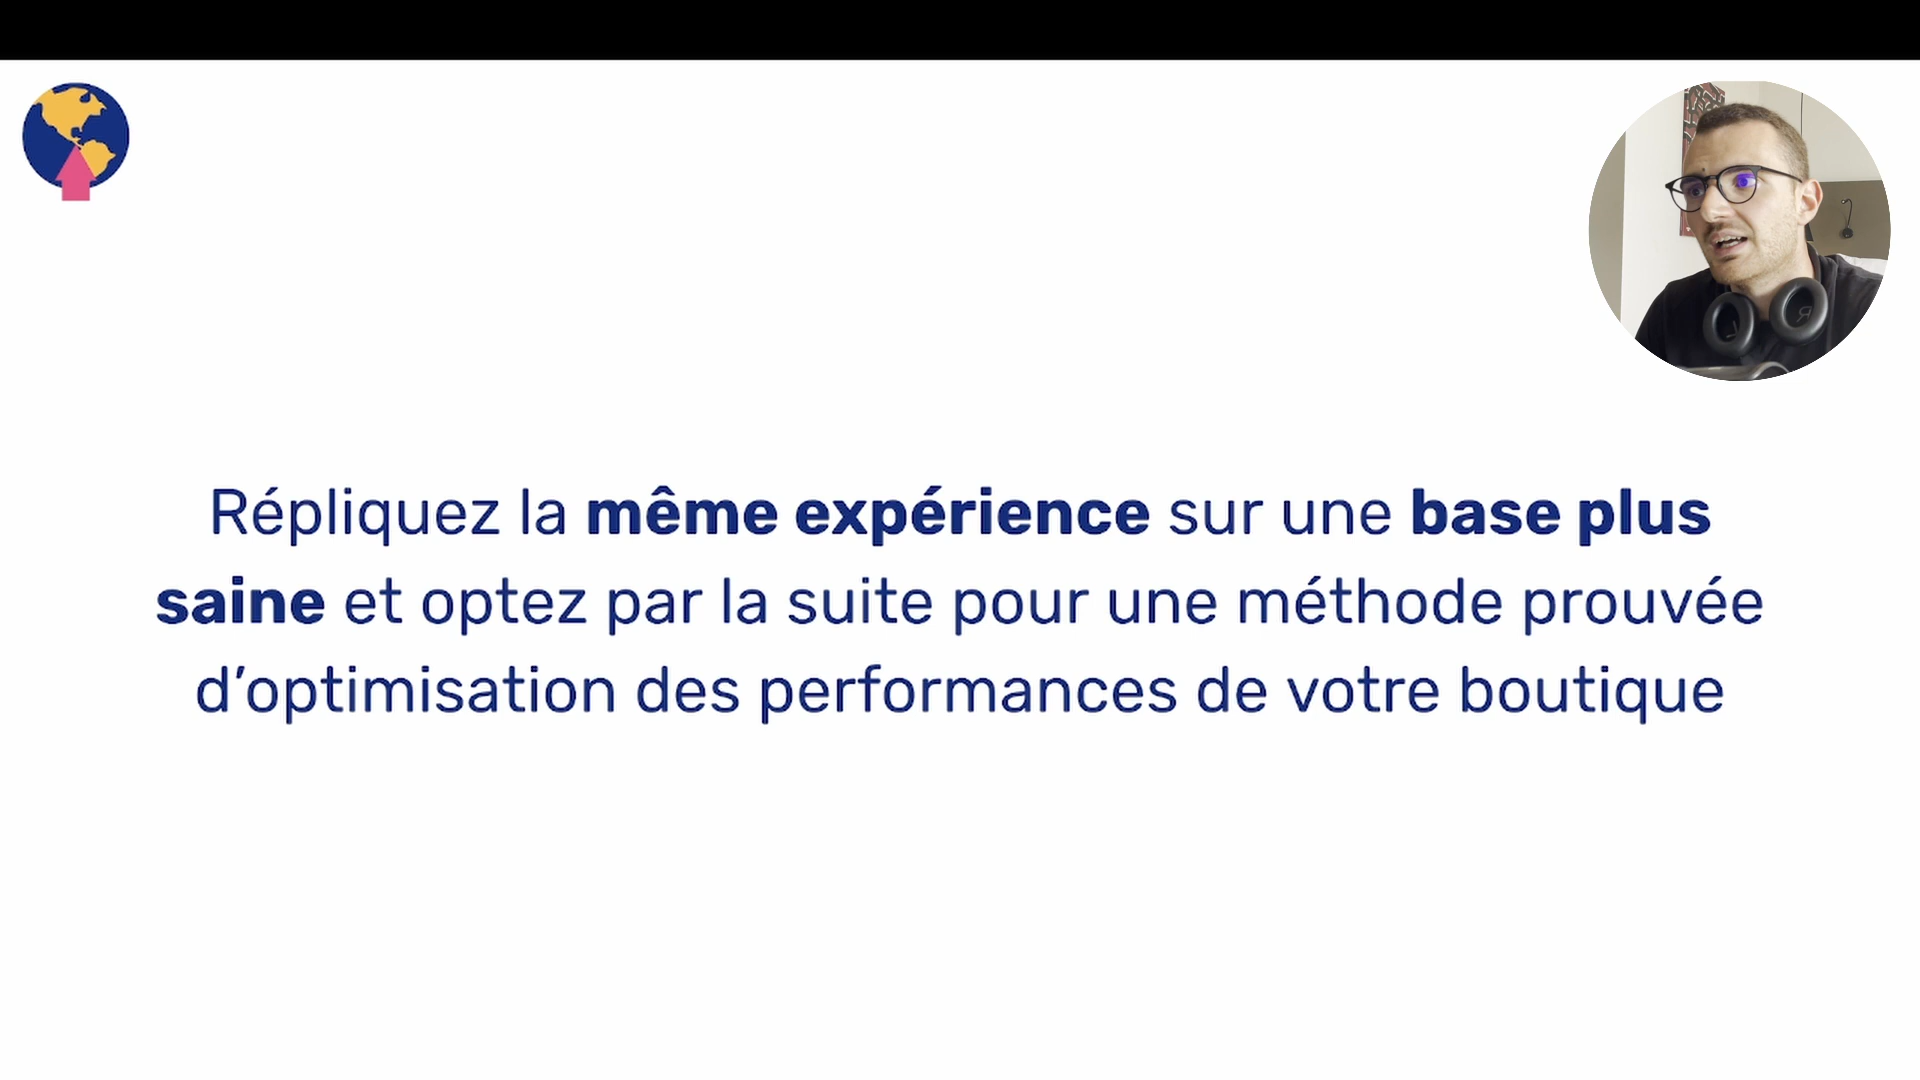 Répliquez la même expérience sur une base plus
saine et optez par la suite pour une méthode prouvée
d’optimisation des performances de votre boutique